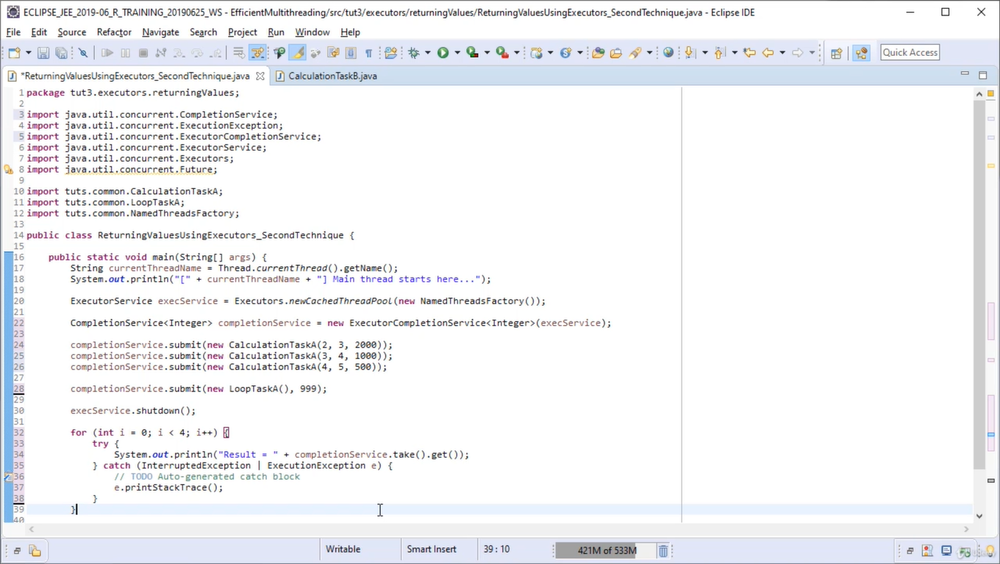 ECLIPSE_JEE_2019-06_R_TRAINING_20190625_WS - EfficientMultithreading/src/tut3/executors/returningValues/ReturningValuesUsingExecutors_SecondTechnique.java - Eclipse IDE
File Edit Source Refactor Navigate Search Project Run Window Help
Quick Access
*ReturningValuesUsingExecutors_SecondTechnique.java CalculationTaskB.java
1 package tut3.executors.returningValues;
2
3 import java.util.concurrent.CompletionService;
4 import java.util.concurrent.ExecutionException;
5 import java.util.concurrent.ExecutorCompletionService;
6 import java.util.concurrent.ExecutorService;
7 import java.util.concurrent.Executors;
8 import java.util.concurrent.Future;
9
10 import tuts.common.CalculationTaskA;
11 import tuts.common.LoopTaskA;
12 import tuts.common.NamedThreadsFactory;
13
14 public class ReturningValuesUsingExecutors_SecondTechnique {
15
16 public static void main(String[] args) {
17 String currentThreadName = Thread.currentThread().getName();
18 System.out.println("[" + currentThreadName + "] Main thread starts here...");
19
20 ExecutorService execService = Executors.newCachedThreadPool(new NamedThreadsFactory());
21
22 CompletionService<Integer> completionService = new ExecutorCompletionService<Integer>(execService);
23
24 completionService.submit(new CalculationTaskA(2, 3, 2000));
25 completionService.submit(new CalculationTaskA(3, 4, 1000));
26 completionService.submit(new CalculationTaskA(4, 5, 500));
27
28 completionService.submit(new LoopTaskA(), 999);
29
30 execService.shutdown();
31
32 for (int i = 0; i < 4; i++) {
33 try {
34 System.out.println("Result = " + completionService.take().get());
35 } catch (InterruptedException | ExecutionException e) {
36 // TODO Auto-generated catch block
37 e.printStackTrace();
38 }
39 }
40
Writable Smart Insert 39 : 10 421M of 533M